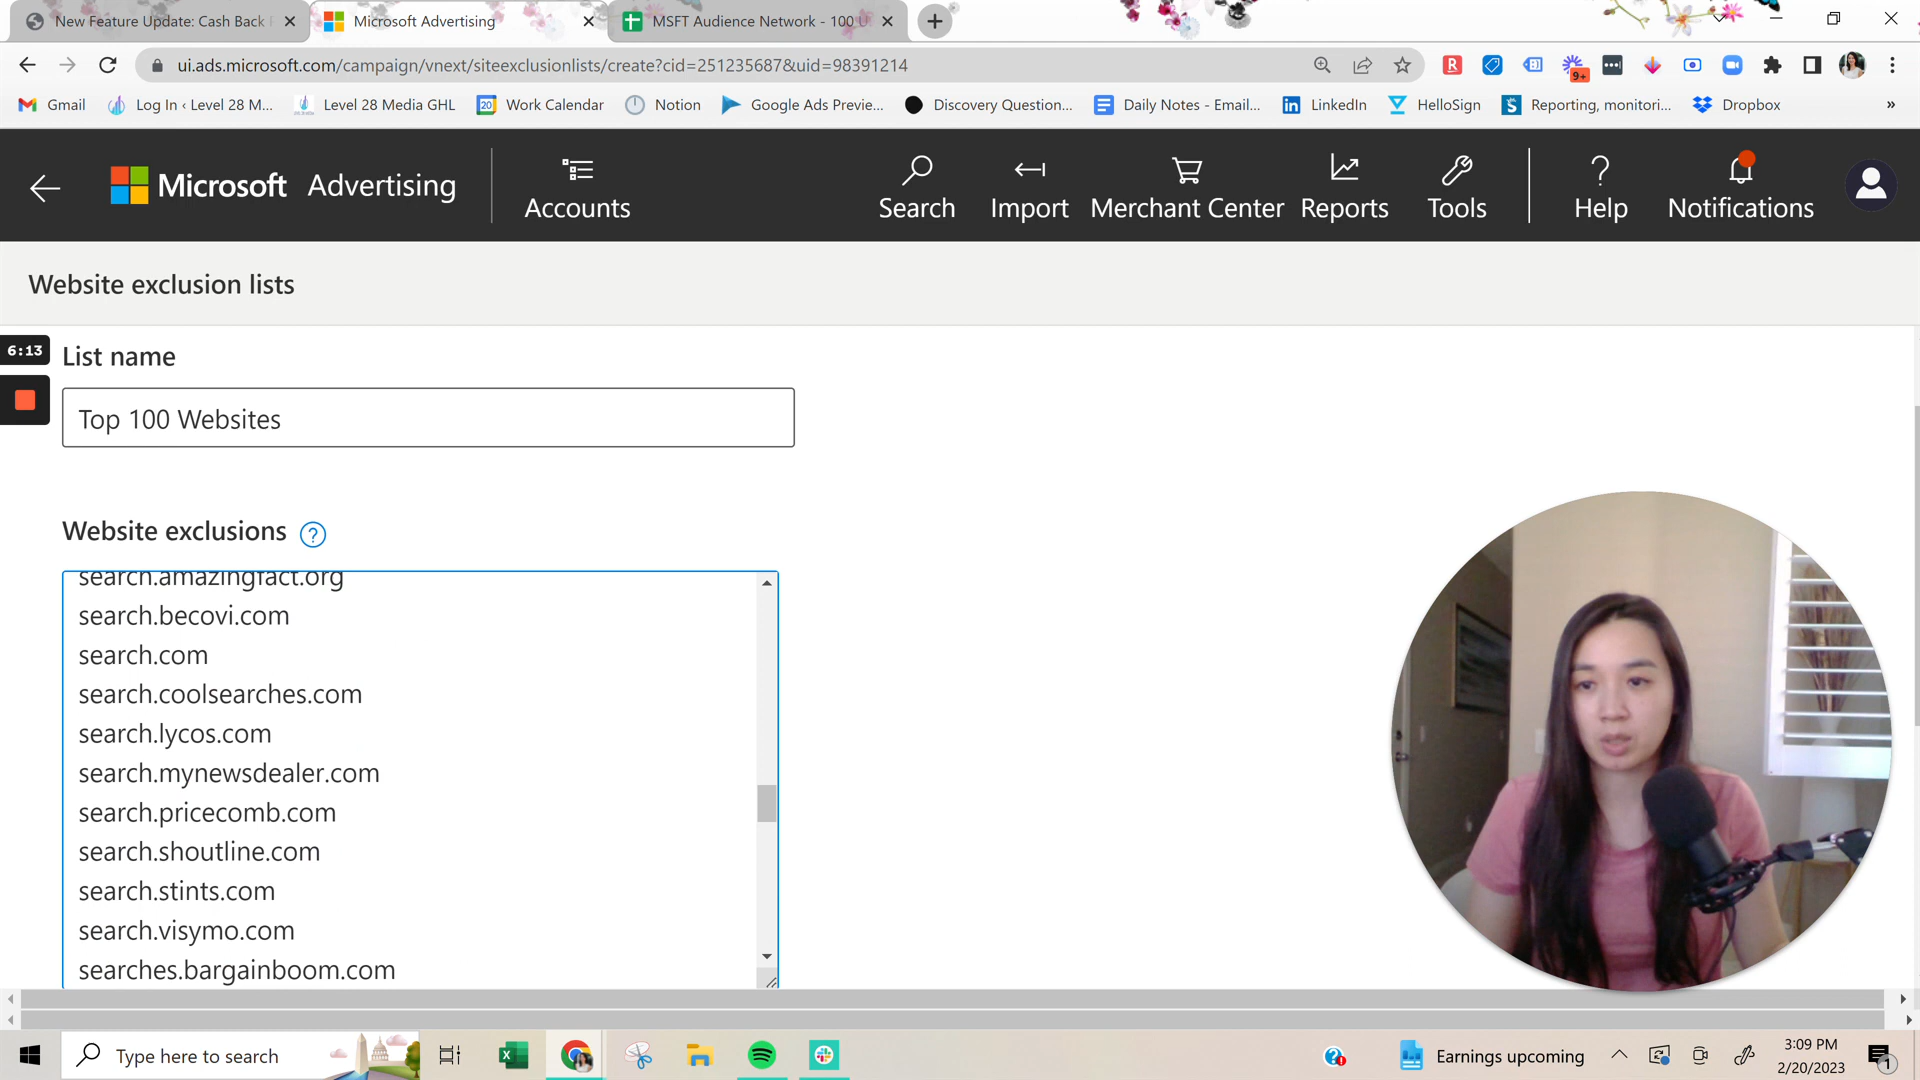 New Feature Update: Cash Back
Microsoft Advertising
MSFT Audience Network - 100 U
ui.ads.microsoft.com/campaign/vnext/siteexclusionlists/create?cid=251235687&uid=98391214
9+
Gmail
Log In ‹ Level 28 M...
Level 28 Media GHL
20
Work Calendar
Notion
Google Ads Previe...
Discovery Question...
Daily Notes - Email...
LinkedIn
HelloSign
Reporting, monitori...
Dropbox
»
Microsoft Advertising
Accounts
Search
Import
Merchant Center
Reports
Tools
Help
Notifications
Website exclusion lists
6:13
List name
Top 100 Websites
Website exclusions ?
search.amazingfact.org
search.becovi.com
search.com
search.coolsearches.com
search.lycos.com
search.mynewsdealer.com
search.pricecomb.com
search.shoutline.com
search.stints.com
search.visymo.com
searches.bargainboom.com
Type here to search
Earnings upcoming
3:09 PM
2/20/2023
1